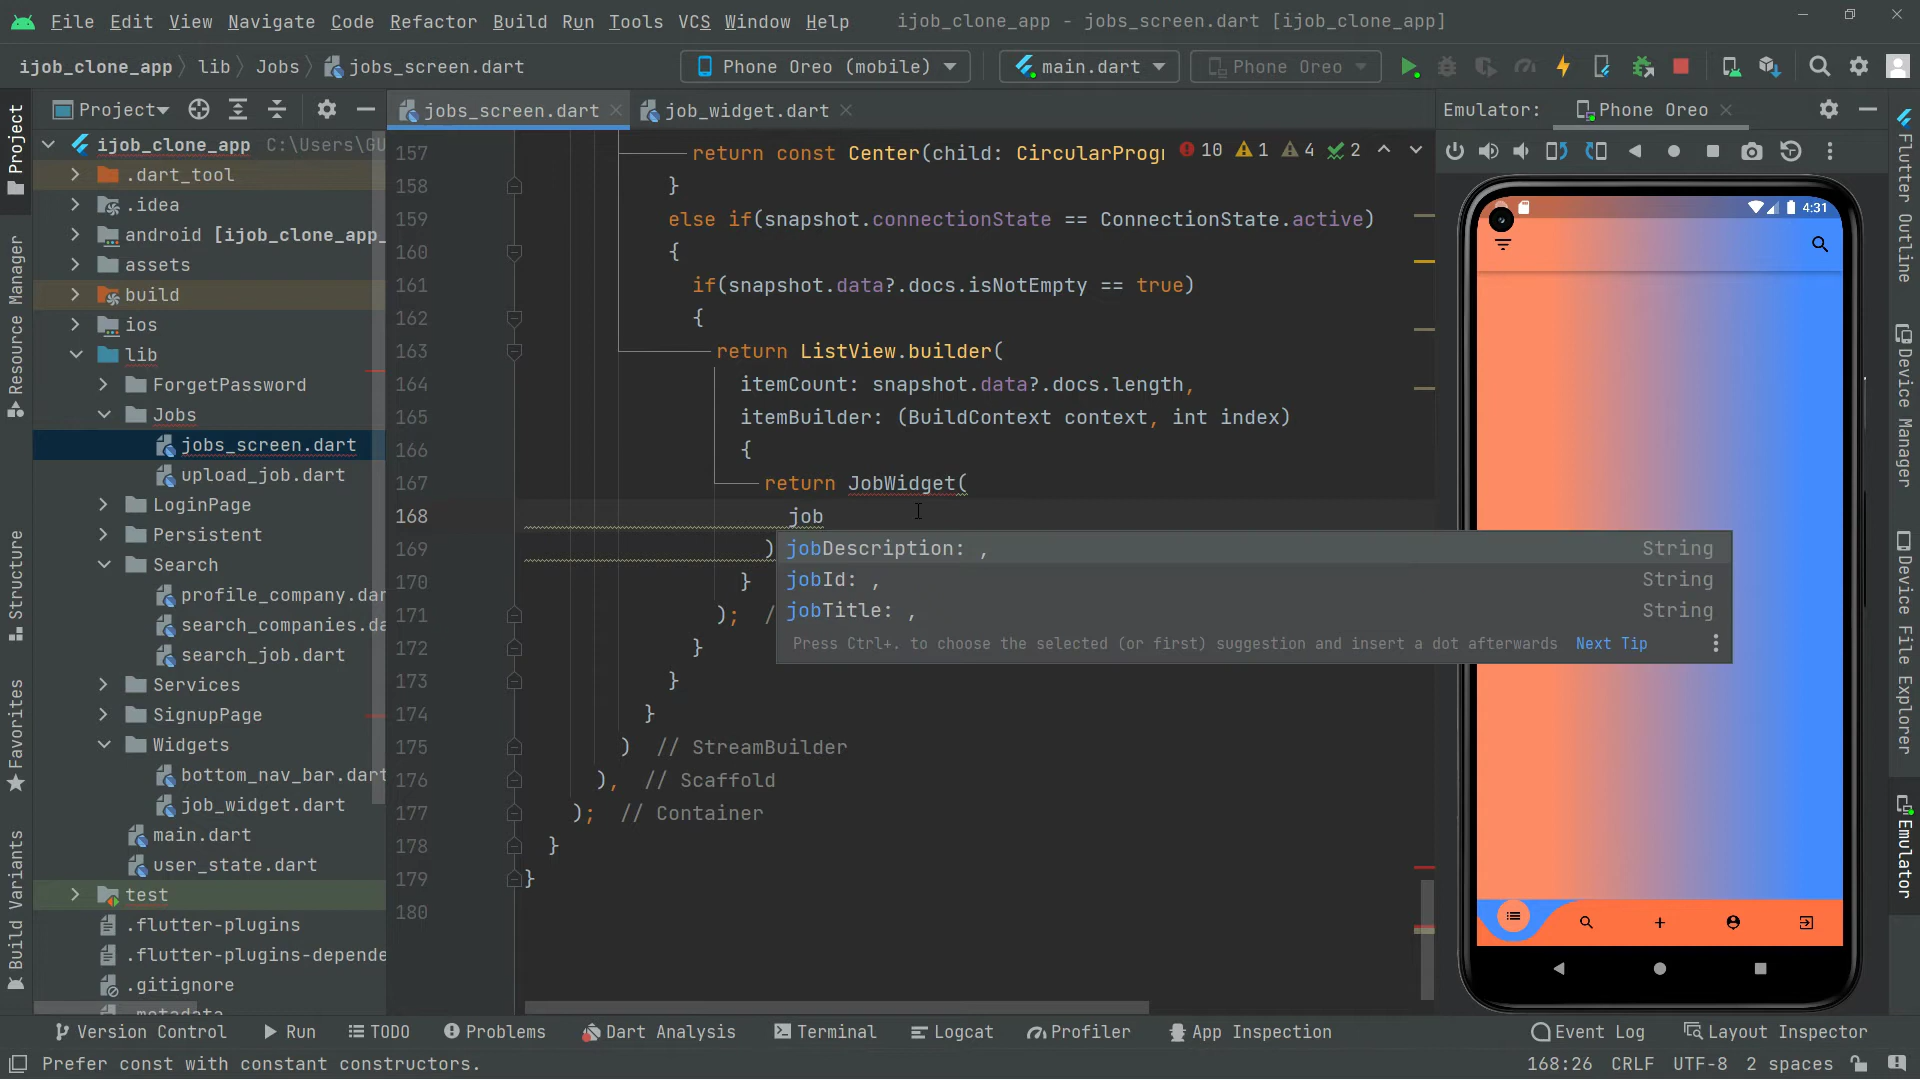 File Edit View Navigate Code Refactor Build Run Tools VCS Window Help ijob_clone_app - jobs_screen.dart [ijob_clone_app]
ijob_clone_app lib Jobs jobs_screen.dart Phone Oreo (mobile) main.dart Phone Oreo
Project
jobs_screen.dart
job_widget.dart
Emulator: Phone Oreo
ijob_clone_app C:\Users\GU
.dart_tool
.idea
android [ijob_clone_app_
assets
build
ios
lib
ForgetPassword
Jobs
jobs_screen.dart
upload_job.dart
LoginPage
Persistent
Search
profile_company.dar
search_companies.d
search_job.dart
Services
SignupPage
Widgets
bottom_nav_bar.dart
job_widget.dart
main.dart
user_state.dart
test
.flutter-plugins
.flutter-plugins-depende
.gitignore
10 1 4 2
157 return const Center(child: CircularProgr
158 }
159 else if(snapshot.connectionState == ConnectionState.active)
160 {
161 if(snapshot.data?.docs.isNotEmpty == true)
162 {
163 return ListView.builder(
164 itemCount: snapshot.data?.docs.length,
165 itemBuilder: (BuildContext context, int index)
166 {
167 return JobWidget(
168 job
169 )
170 }
171 ); /
172 }
173 }
174 }
175 ) // StreamBuilder
176 ), // Scaffold
177 ); // Container
178 }
179 }
180
jobDescription: , String
jobId: , String
jobTitle: , String
Press Ctrl+. to choose the selected (or first) suggestion and insert a dot afterwards Next Tip
4:31
Project
Resource Manager
Structure
Favorites
Build Variants
Flutter Outline
Device Manager
Device File Explorer
Emulator
Version Control Run TODO Problems Dart Analysis Terminal Logcat Profiler App Inspection Event Log Layout Inspector
Prefer const with constant constructors. 168:26 CRLF UTF-8 2 spaces